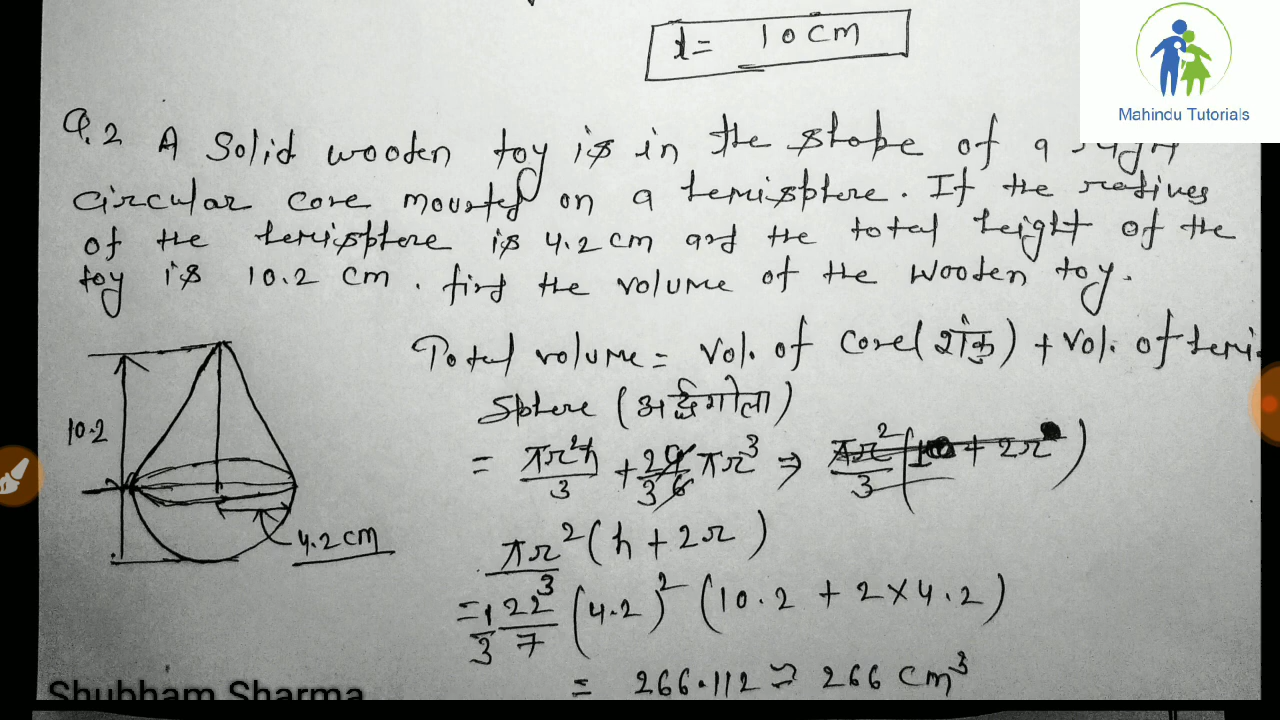 l = 10 cm
Mahindu Tutorials
Q.2 A Solid wooden toy is in the shape of a right
circular cone mounted on a hemisphere. If the radius
of the hemisphere is 4.2 cm and the total height of the
toy is 10.2 cm. find the volume of the wooden toy.
Total volume = Vol. of Cone (शंकु) + Vol. of hemi-
Sphere (अर्द्धगोला)
10.2
= πr²h/3 + 2/3 πr³ ⇒
4.2 cm
πr²/3 (h + 2r)
= 1/3 22/7 (4.2)² (10.2 + 2×4.2)
= 266.112 ≈ 266 cm³
Shubham Sharma